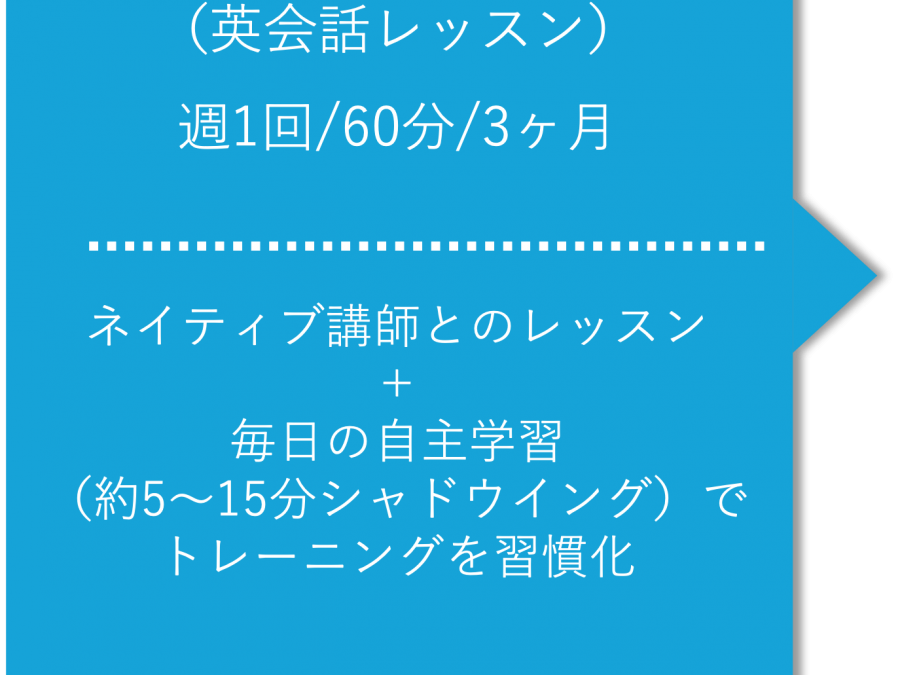 （英会話レッスン）
週1回/60分/3ヶ月
ネイティブ講師とのレッスン
＋
毎日の自主学習
（約5〜15分シャドウイング）で
トレーニングを習慣化